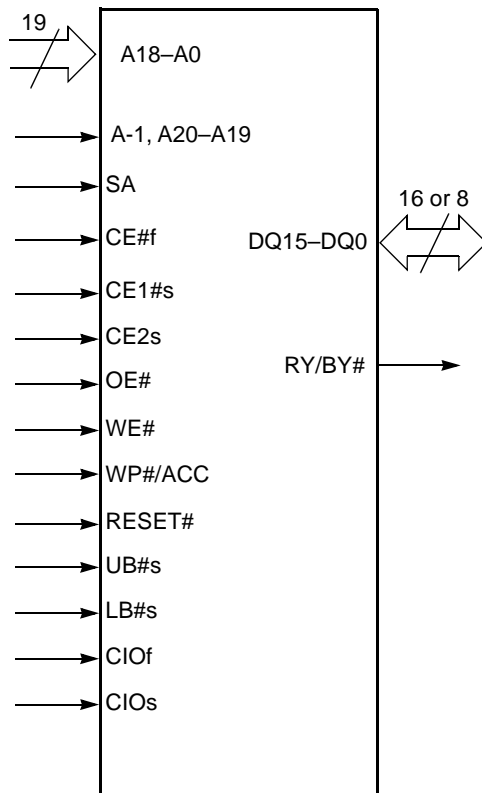 19
A18–A0
A-1, A20–A19
SA
16 or 8
CE#f
DQ15–DQ0
CE1#s
CE2s
RY/BY#
OE#
WE#
WP#/ACC
RESET#
UB#s
LB#s
CIOf
CIOs